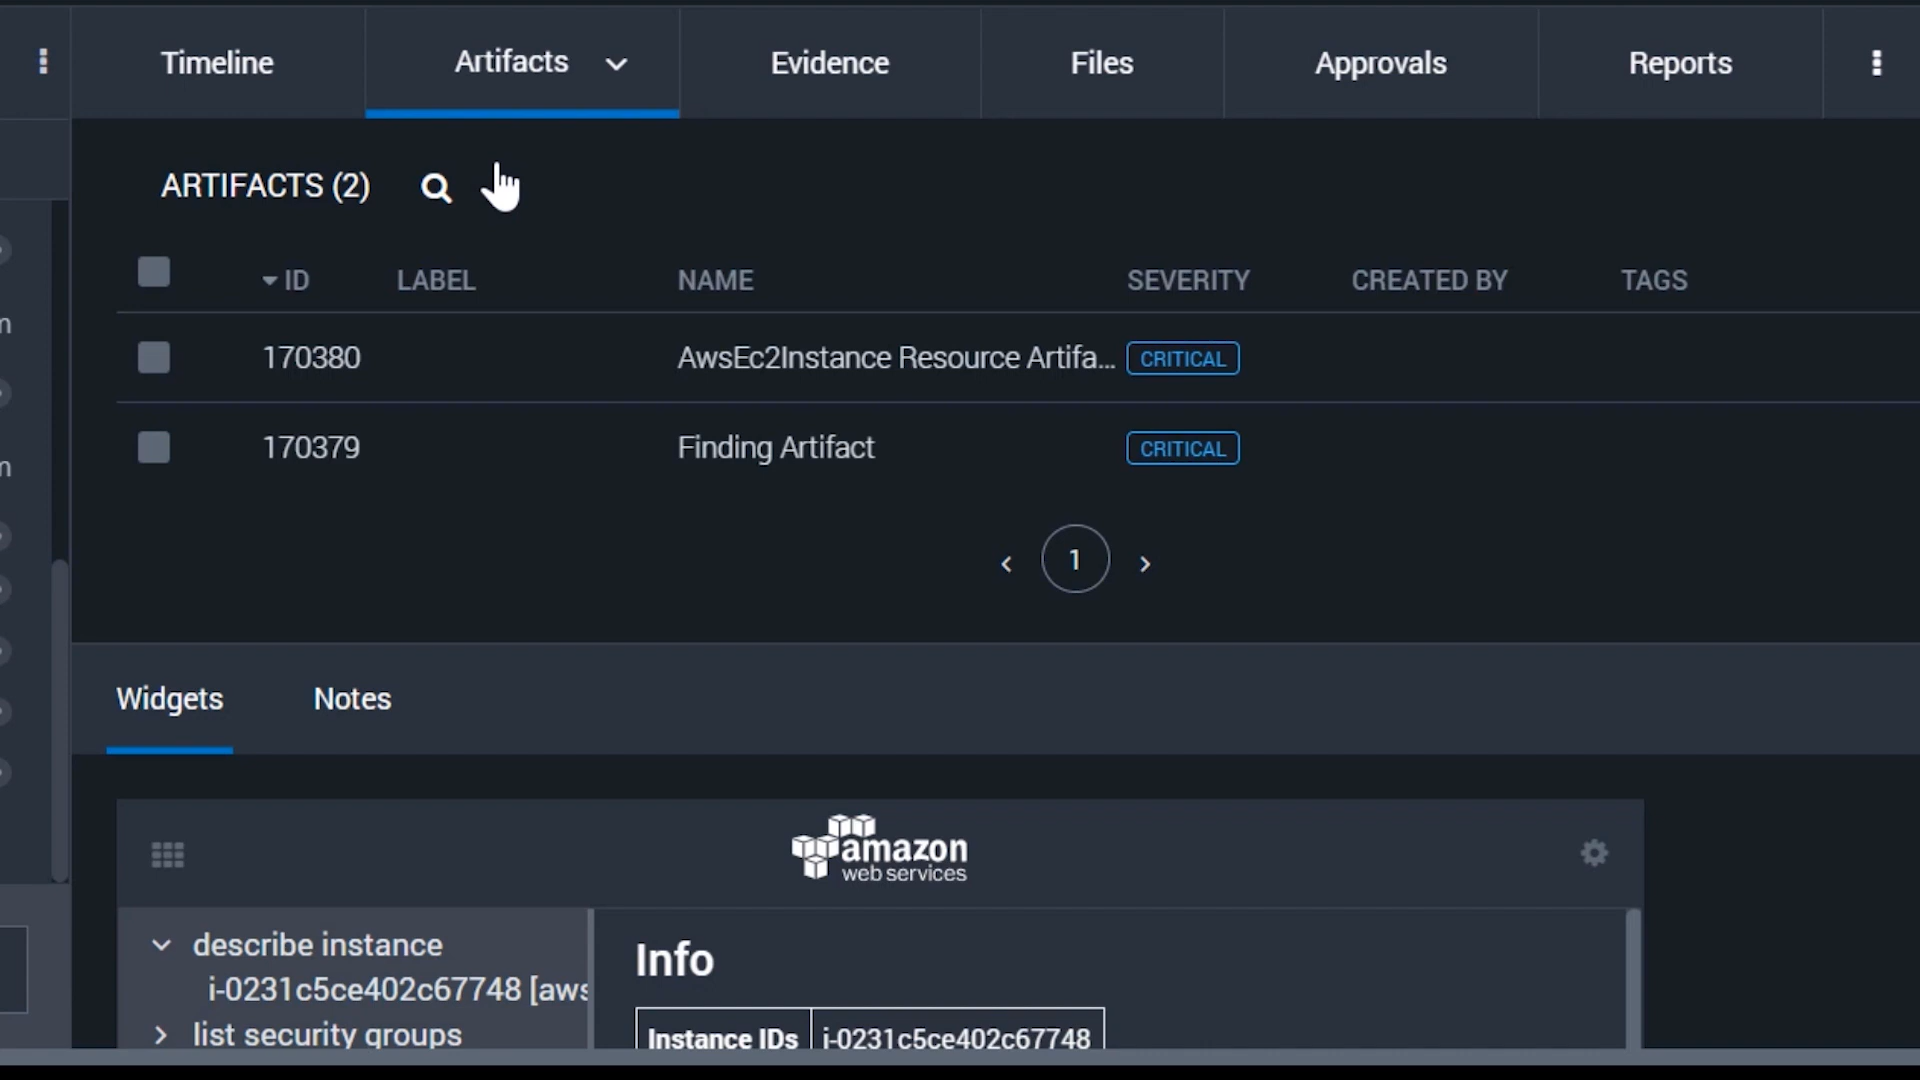 Timeline
Artifacts
Evidence
Files
Approvals
Reports
ARTIFACTS (2)
ID LABEL NAME SEVERITY CREATED BY TAGS
170380 AwsEc2Instance Resource Artifa... CRITICAL
170379 Finding Artifact CRITICAL
1
Widgets
Notes
amazon
web services
describe instance
i-0231c5ce402c67748 [aws
list security groups
Info
Instance IDs i-0231c5ce402c67748